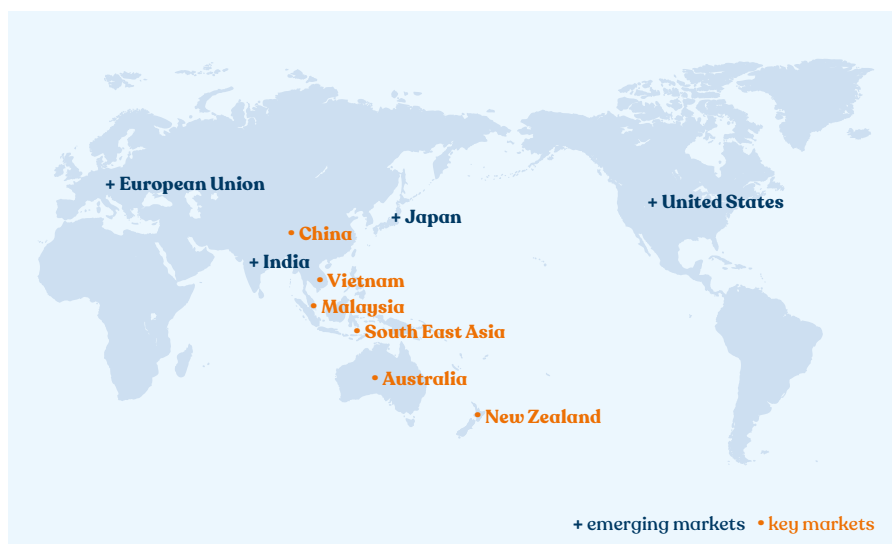 + European Union
+ United States
+ Japan
• China
+ India
• Vietnam
• Malaysia
• South East Asia
• Australia
• New Zealand
+ emerging markets • key markets